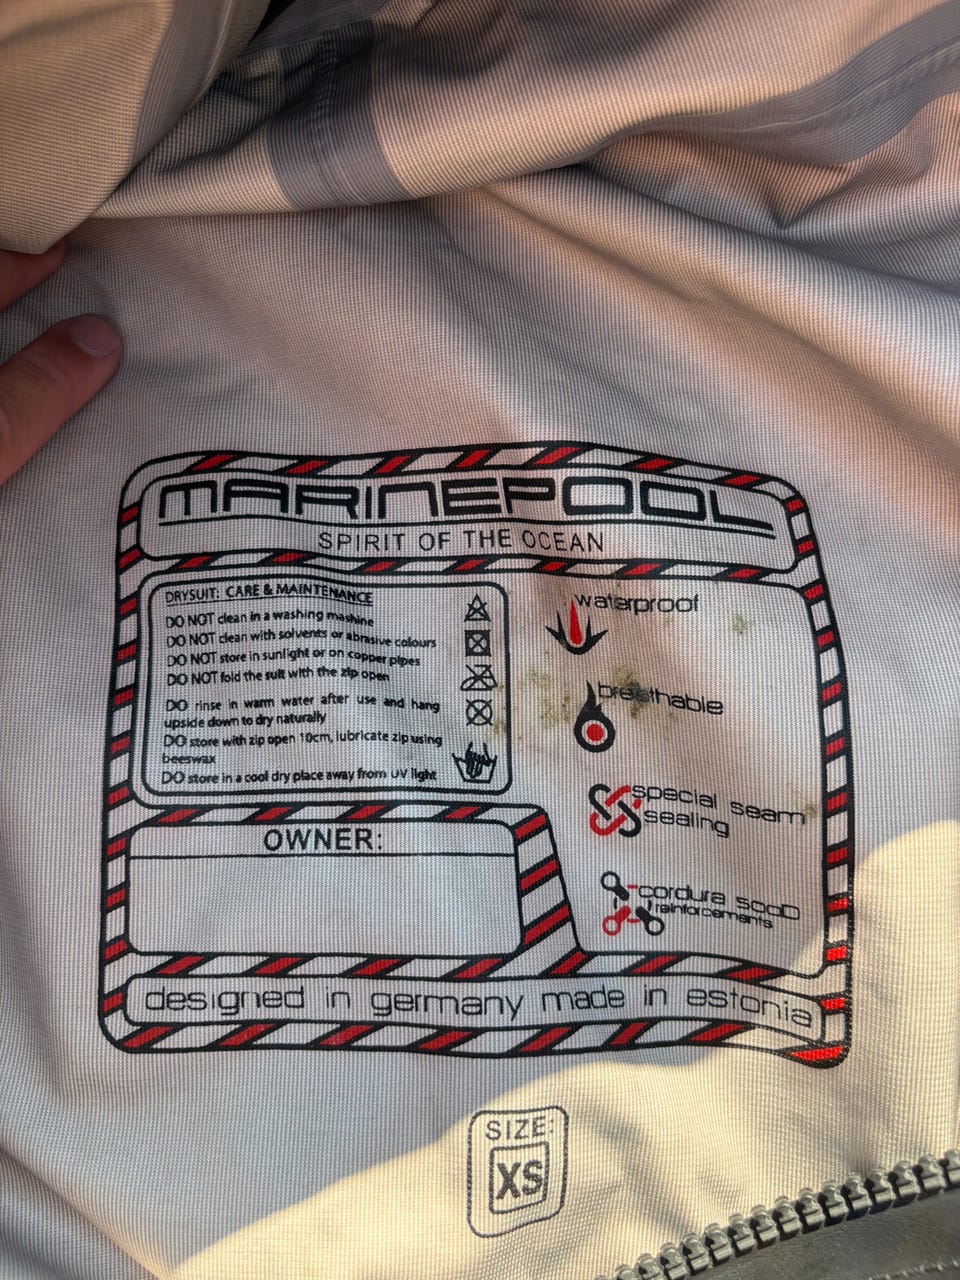 MARINEPOOL
SPIRIT OF THE OCEAN
DRYSUIT: CARE & MAINTENANCE
DO NOT clean in a washing mashine
DO NOT clean with solvents or abrasive colours
DO NOT store in sunlight or on copper pipes
DO NOT fold the suit with the zip open
DO rinse in warm water after use and hang
upside down to dry naturally
DO store with zip open 10cm, lubricate zip using
beeswax
DO store in a cool dry place away from UV light
waterproof
breathable
special seam
sealing
cordura 500D
rainforcements
OWNER:
designed in germany made in estonia
SIZE:
XS